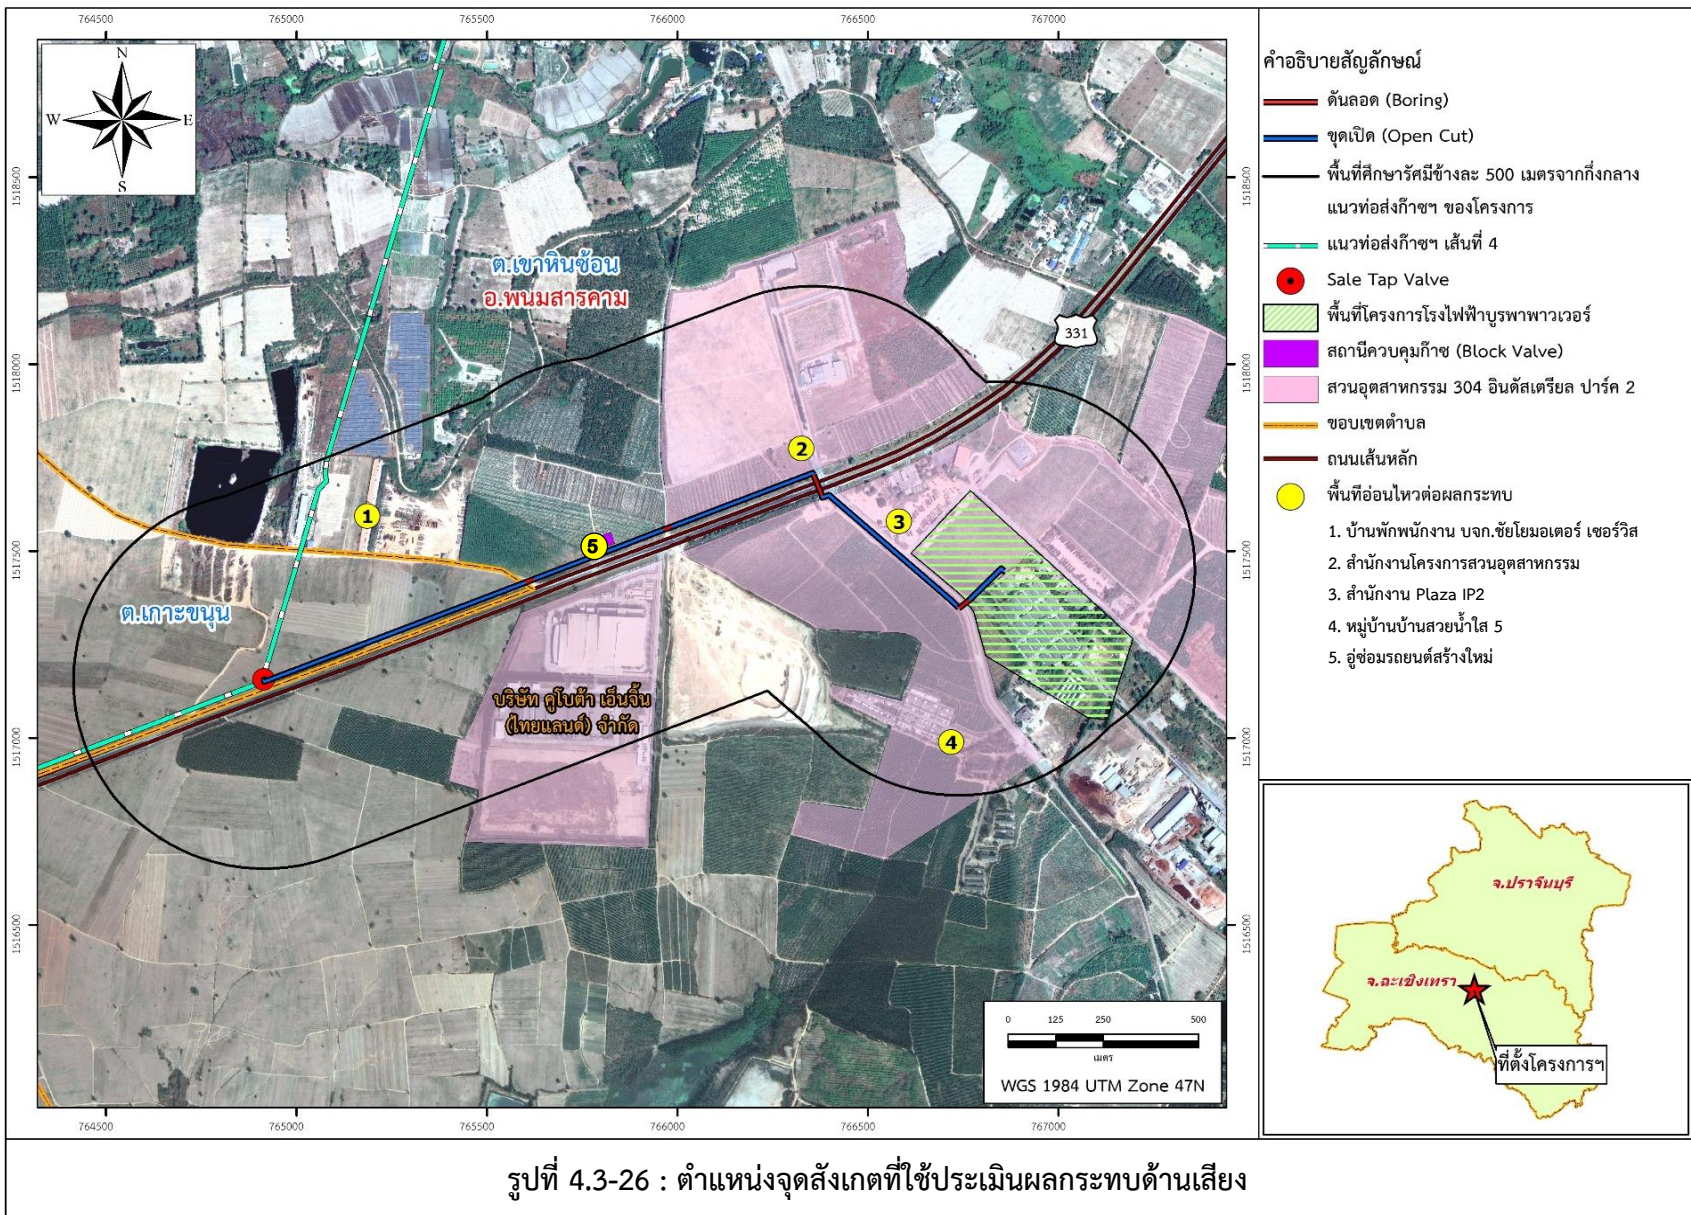 764500 765000 765500 766000 766500 767000
N
W E
S
1518500
1518000
1517500
1517000
1516500
1518500
1518000
1517500
1517000
1516500
ต.เขาหินซ้อน
อ.พนมสารคาม
331
2
1
3
5
ต.เกาะขนุน
บริษัท คูโบต้า เอ็นจิ้น
(ไทยแลนด์) จำกัด
4
0 125 250 500
เมตร
WGS 1984 UTM Zone 47N
764500 765000 765500 766000 766500 767000
คำอธิบายสัญลักษณ์
ดันลอด (Boring)
ขุดเปิด (Open Cut)
พื้นที่ศึกษารัศมีข้างละ 500 เมตรจากกึ่งกลาง
แนวท่อส่งก๊าซฯ ของโครงการ
แนวท่อส่งก๊าซฯ เส้นที่ 4
Sale Tap Valve
พื้นที่โครงการโรงไฟฟ้าบูรพาพาวเวอร์
สถานีควบคุมก๊าซ (Block Valve)
สวนอุตสาหกรรม 304 อินดัสเตรียล ปาร์ค 2
ขอบเขตตำบล
ถนนเส้นหลัก
พื้นที่อ่อนไหวต่อผลกระทบ
1. บ้านพักพนักงาน บจก.ชัยโยมอเตอร์ เซอร์วิส
2. สำนักงานโครงการสวนอุตสาหกรรม
3. สำนักงาน Plaza IP2
4. หมู่บ้านบ้านสวยน้ำใส 5
5. อู่ซ่อมรถยนต์สร้างใหม่
จ.ปราจีนบุรี
จ.ฉะเชิงเทรา
ที่ตั้งโครงการฯ
รูปที่ 4.3-26 : ตำแหน่งจุดสังเกตที่ใช้ประเมินผลกระทบด้านเสียง